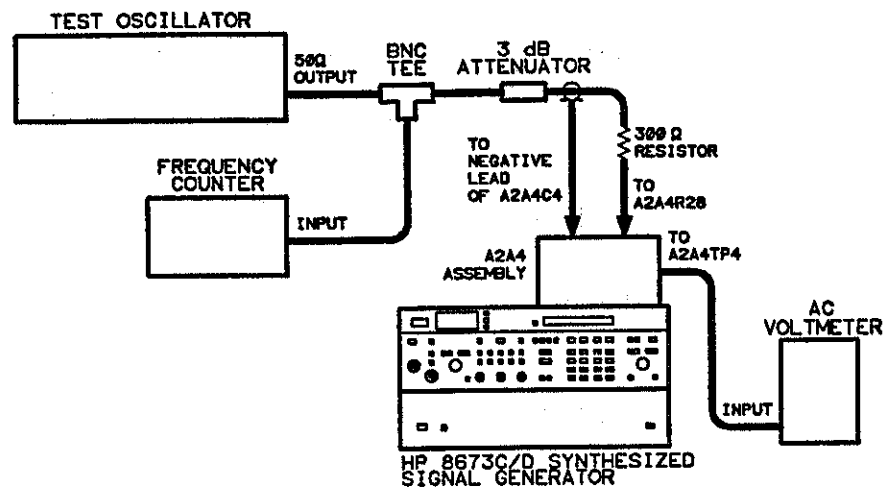 TEST OSCILLATOR
50Ω
OUTPUT
BNC
TEE
3 dB
ATTENUATOR
300 Ω
RESISTOR
TO
NEGATIVE
LEAD
OF A2A4C4
TO
A2A4R28
FREQUENCY
COUNTER
INPUT
A2A4
ASSEMBLY
TO
A2A4TP4
AC
VOLTMETER
INPUT
HP 8673C/D SYNTHESIZED
SIGNAL GENERATOR